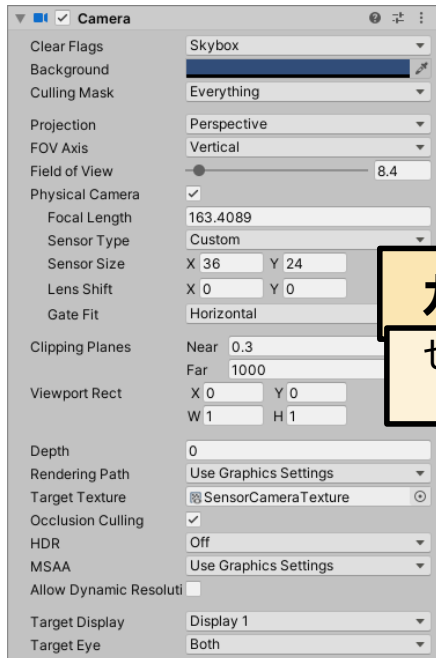 Camera
Clear Flags Skybox
Background
Culling Mask Everything
Projection Perspective
FOV Axis Vertical
Field of View 8.4
Physical Camera
Focal Length 163.4089
Sensor Type Custom
Sensor Size X 36 Y 24
Lens Shift X 0 Y 0
Gate Fit Horizontal
Clipping Planes Near 0.3
Far 1000
Viewport Rect X 0 Y 0
W 1 H 1
Depth 0
Rendering Path Use Graphics Settings
Target Texture SensorCameraTexture
Occlusion Culling
HDR Off
MSAA Use Graphics Settings
Allow Dynamic Resoluti
Target Display Display 1
Target Eye Both